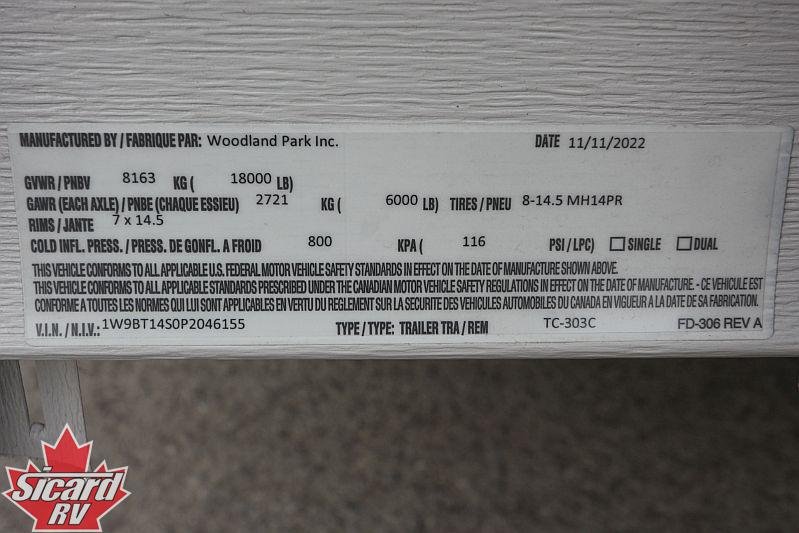 MANUFACTURED BY / FABRIQUE PAR: Woodland Park Inc. DATE 11/11/2022
GVWR / PNBV 8163 KG ( 18000 LB)
GAWR (EACH AXLE) / PNBE (CHAQUE ESSIEU) 2721 KG ( 6000 LB) TIRES / PNEU 8-14.5 MH14PR
RIMS / JANTE 7 x 14.5
COLD INFL. PRESS. / PRESS. DE GONFL. A FROID 800 KPA ( 116 PSI / LPC) SINGLE DUAL
THIS VEHICLE CONFORMS TO ALL APPLICABLE U.S. FEDERAL MOTOR VEHICLE SAFETY STANDARDS IN EFFECT ON THE DATE OF MANUFACTURE SHOWN ABOVE.
THIS VEHICLE CONFORMS TO ALL APPLICABLE STANDARDS PRESCRIBED UNDER THE CANADIAN MOTOR VEHICLE SAFETY REGULATIONS IN EFFECT ON THE DATE OF MANUFACTURE - CE VEHICULE EST
CONFORME A TOUTES LES NORMES QUI LUI SONT APPLICABLES EN VERTU DU REGLEMENT SUR LA SECURITE DES VEHICULES AUTOMOBILES DU CANADA EN VIGUEUR A LA DATE DE SA FABRICATION.
V.I.N. / N.I.V.: 1W9BT14S0P2046155 TYPE / TYPE: TRAILER TRA / REM TC-303C FD-306 REV A
Sicard
RV